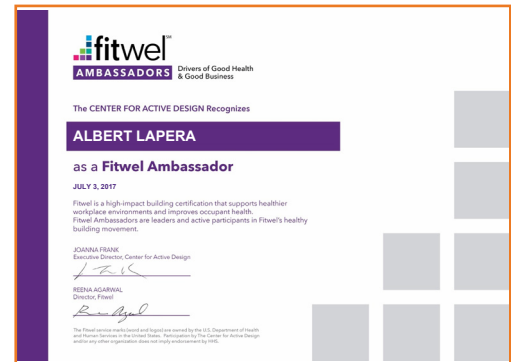 fitwel℠
AMBASSADORS
Drivers of Good Health
& Good Business
The CENTER FOR ACTIVE DESIGN Recognizes
ALBERT LAPERA
as a Fitwel Ambassador
JULY 3, 2017
Fitwel is a high-impact building certification that supports healthier
workplace environments and improves occupant health.
Fitwel Ambassadors are leaders and active participants in Fitwel's healthy
building movement.
JOANNA FRANK
Executive Director, Center for Active Design
REENA AGARWAL
Director, Fitwel
The Fitwel service marks (word and logos) are owned by the U.S. Department of Health
and Human Services in the United States. Participation by The Center for Active Design
and/or any other organization does not imply endorsement by HHS.